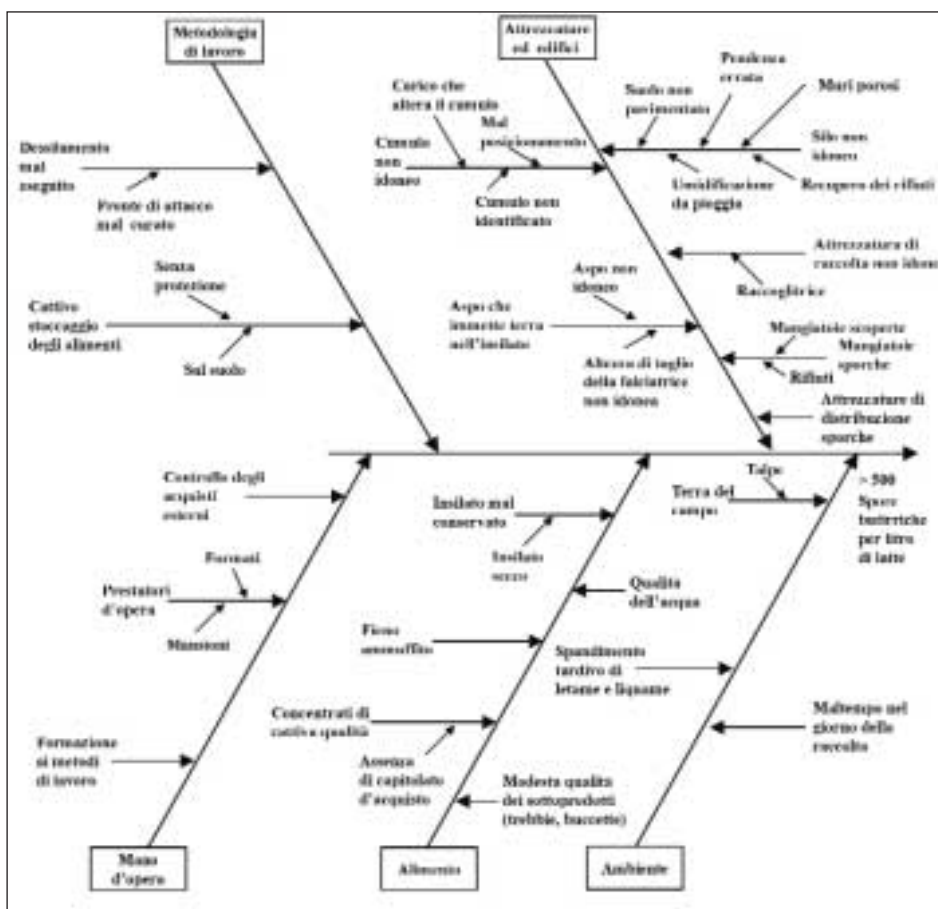 Metodologia
di lavoro
Attrezzature
ed edifici
Dessilamento
mal
eseguito
Fronte di attacco
mal curato
Senza
protezione
Cattivo
stoccaggio
degli alimenti
Sul suolo
Carico che
altera il cumulo
Mal
posizionamento
Cumulo
non
idoneo
Cumulo non
identificato
Suolo non
pavimentato
Pendenza
errata
Muri porosi
Silo non
idoneo
Umidificazione
da pioggia
Recupero dei rifiuti
Attrezzatura di
raccolta non idonea
Raccoglitrice
Aspo non
idoneo
Aspo che
immette terra
nell'insilato
Altezza di taglio
della falciatrice
non idonea
Mangiatoie scoperte
Mangiatoie
sporche
Rifiuti
Attrezzature di
distribuzione
sporche
> 500
Spore
butirriche
per litro
di latte
Controllo degli
acquisti
esterni
Formati
Prestatori
d'opera
Mansioni
Formazione
ai metodi
di lavoro
Mano
d'opera
Insilato mal
conservato
Insilato
secco
Qualità
dell'acqua
Fieno
ammuffito
Concentrati di
cattiva qualità
Assenza
di capitolato
d'acquisto
Modesta qualità
dei sottoprodotti
(trebbie, buccette)
Alimento
Talpe
Terra del
campo
Spandimento
tardivo di
letame e liquame
Maltempo nel
giorno della
raccolta
Ambiente